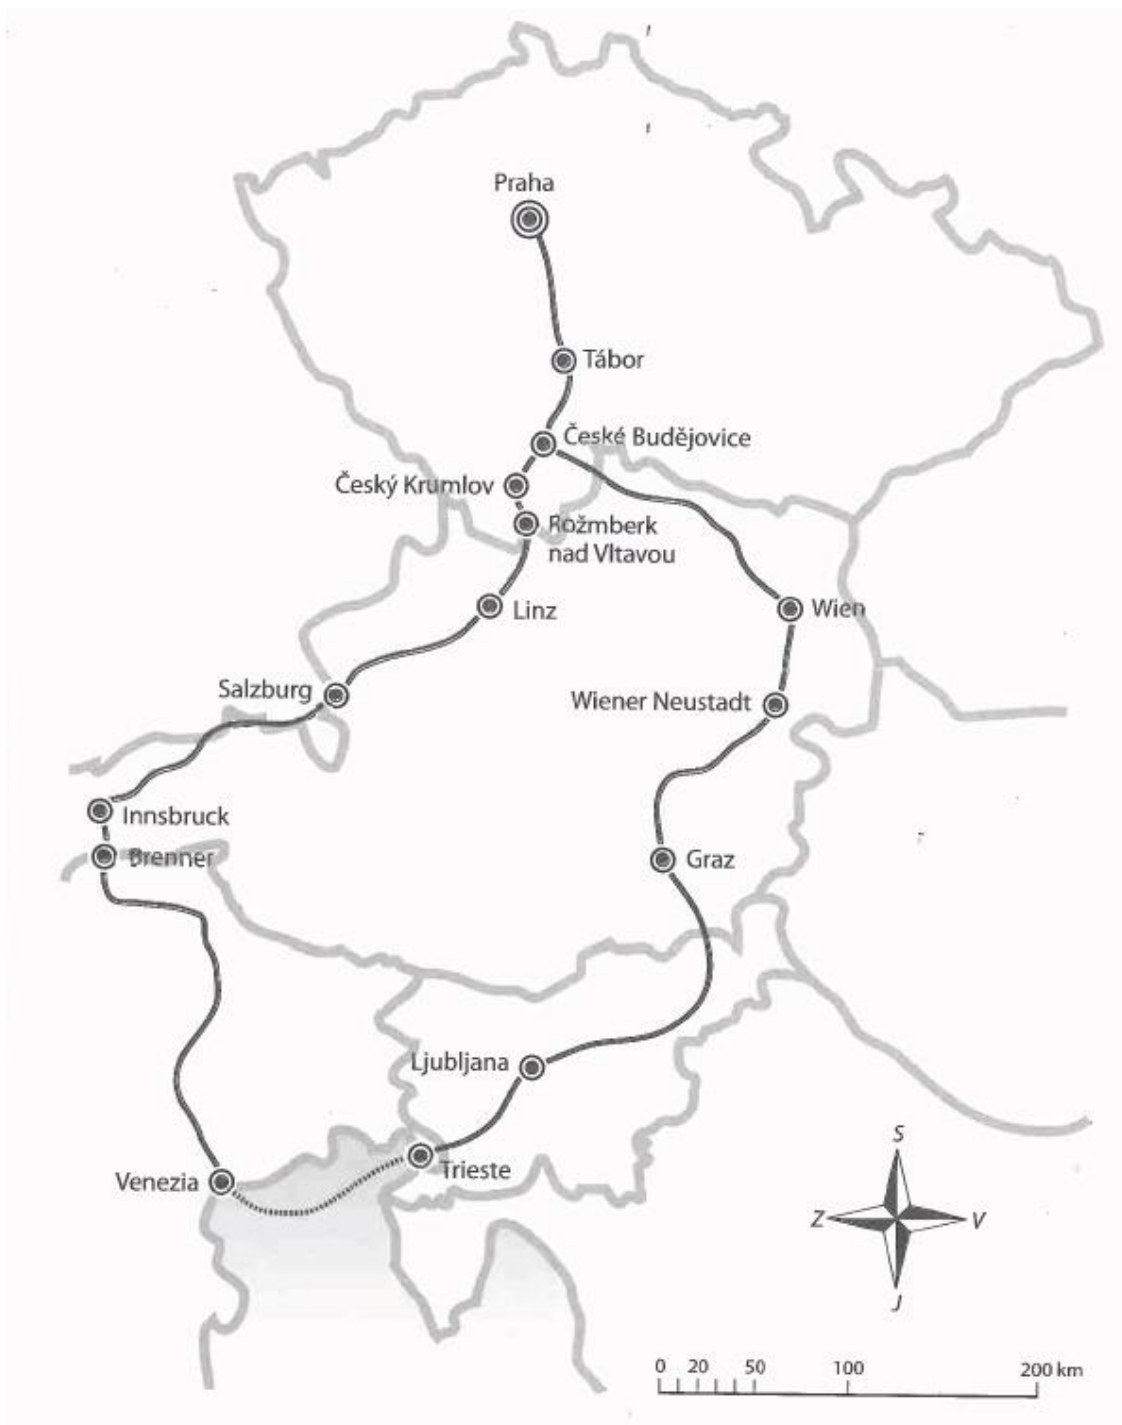 Praha
Tábor
České Budějovice
Český Krumlov
Rožmberk
nad Vltavou
Linz
Wien
Salzburg
Wiener Neustadt
Innsbruck
Brenner
Graz
Ljubljana
Trieste
Venezia
S
Z
V
J
0 20 50 100 200 km